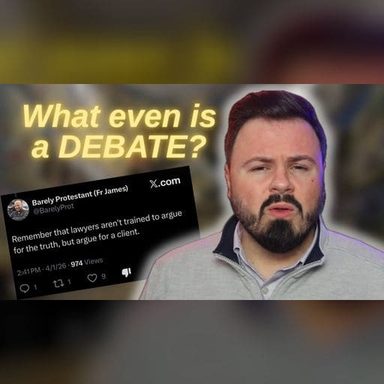 What even is
a DEBATE?
Barely Protestant (Fr James)
X.com
@BarelyProt
Remember that lawyers aren't trained to argue
for the truth, but argue for a client.
2:41 PM · 4/1/26 · 974 Views
1
1
9